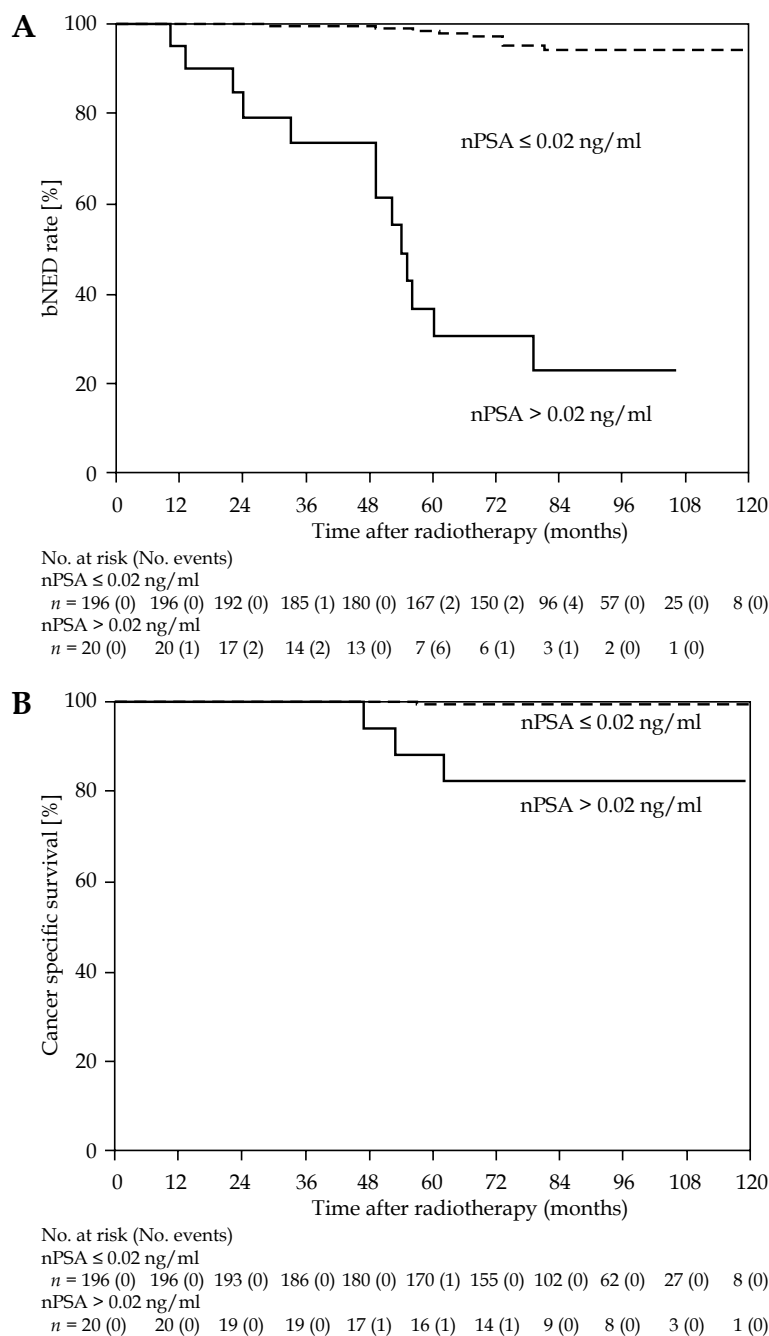 A
100
80
60
40
20
0
bNED rate [%]
nPSA ≤ 0.02 ng/ml
nPSA > 0.02 ng/ml
0 12 24 36 48 60 72 84 96 108 120
Time after radiotherapy (months)
No. at risk (No. events)
nPSA ≤ 0.02 ng/ml
n = 196 (0) 196 (0) 192 (0) 185 (1) 180 (0) 167 (2) 150 (2) 96 (4) 57 (0) 25 (0) 8 (0)
nPSA > 0.02 ng/ml
n = 20 (0) 20 (1) 17 (2) 14 (2) 13 (0) 7 (6) 6 (1) 3 (1) 2 (0) 1 (0)
B
100
80
60
40
20
0
Cancer specific survival [%]
nPSA ≤ 0.02 ng/ml
nPSA > 0.02 ng/ml
0 12 24 36 48 60 72 84 96 108 120
Time after radiotherapy (months)
No. at risk (No. events)
nPSA ≤ 0.02 ng/ml
n = 196 (0) 196 (0) 193 (0) 186 (0) 180 (0) 170 (1) 155 (0) 102 (0) 62 (0) 27 (0) 8 (0)
nPSA > 0.02 ng/ml
n = 20 (0) 20 (0) 19 (0) 19 (0) 17 (1) 16 (1) 14 (1) 9 (0) 8 (0) 3 (0) 1 (0)